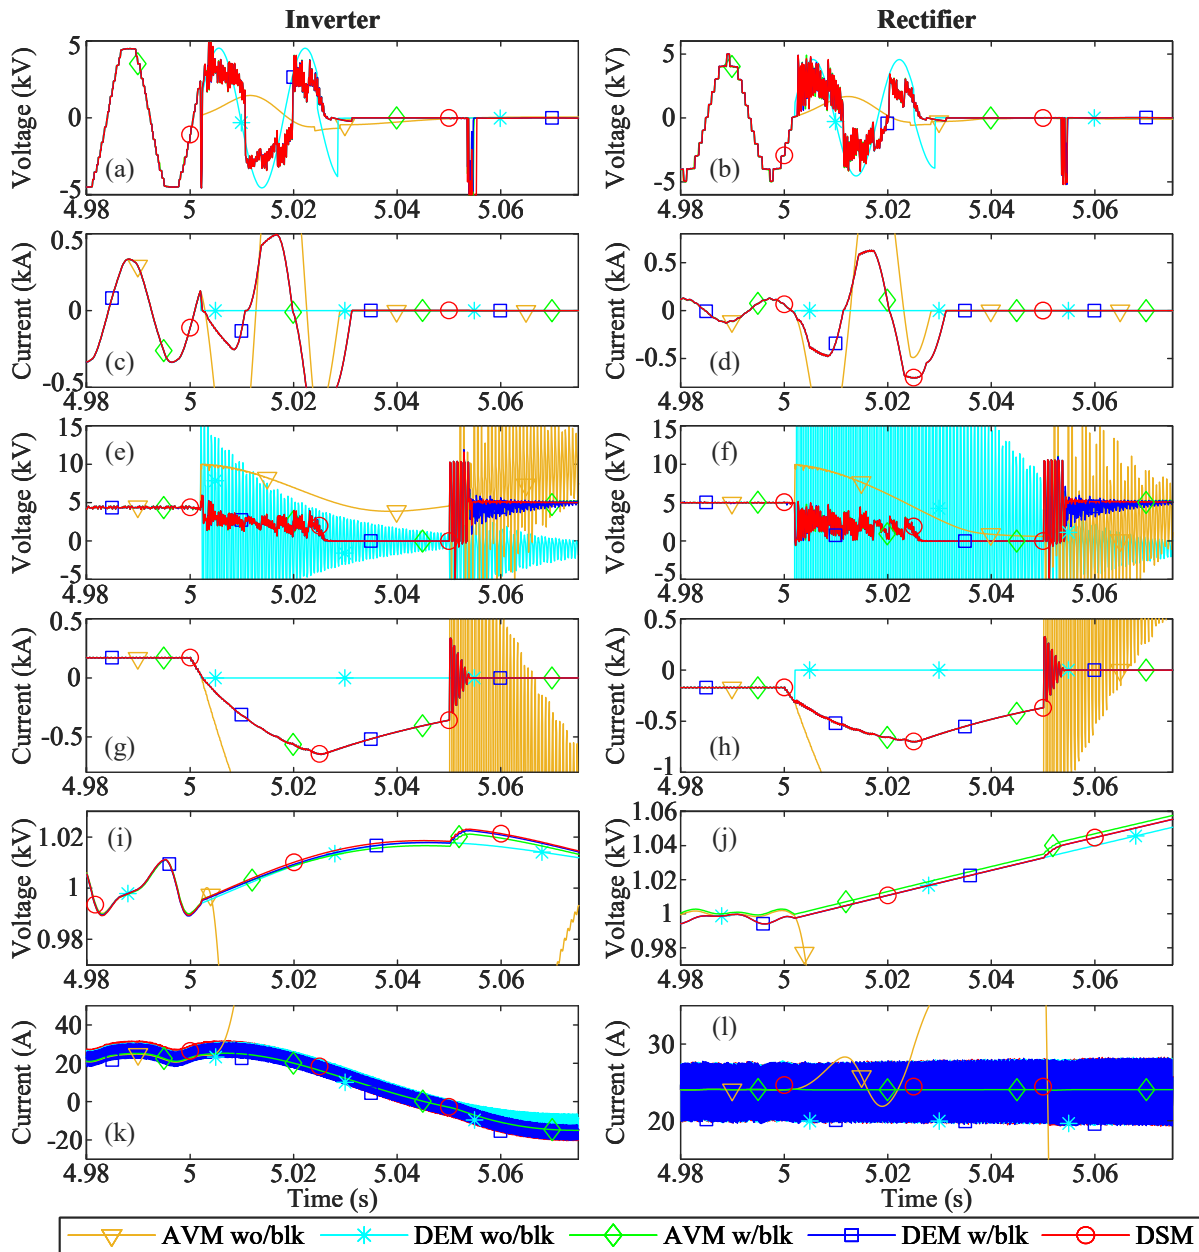 Inverter Rectifier
Voltage (kV) 5 0 -5 (a) 4.98 5 5.02 5.04 5.06
Voltage (kV) 5 0 -5 (b) 4.98 5 5.02 5.04 5.06
Current (kA) 0.5 0 -0.5 (c) 4.98 5 5.02 5.04 5.06
Current (kA) 0.5 0 -0.5 (d) 4.98 5 5.02 5.04 5.06
Voltage (kV) 15 10 5 0 -5 (e) 4.98 5 5.02 5.04 5.06
Voltage (kV) 15 10 5 0 -5 (f) 4.98 5 5.02 5.04 5.06
Current (kA) 0.5 0 -0.5 (g) 4.98 5 5.02 5.04 5.06
Current (kA) 0.5 0 -0.5 -1 (h) 4.98 5 5.02 5.04 5.06
Voltage (kV) 1.02 1 0.98 (i) 4.98 5 5.02 5.04 5.06
Voltage (kV) 1.06 1.04 1.02 1 0.98 (j) 4.98 5 5.02 5.04 5.06
Current (A) 40 20 0 -20 (k) 4.98 5 5.02 5.04 5.06
Time (s)
Current (A) 30 20 (l) 4.98 5 5.02 5.04 5.06
Time (s)
AVM wo/blk DEM wo/blk AVM w/blk DEM w/blk DSM